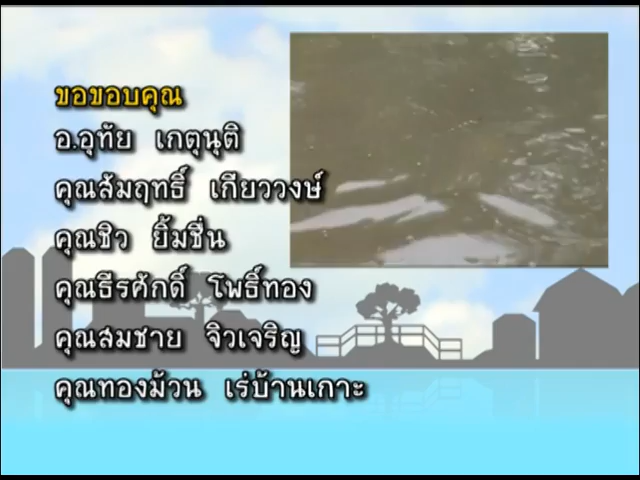 ขอขอบคุณ
อ.อุทัย เกตุนุติ
คุณสัมฤทธิ์ เกียววงษ์
คุณชิว ยิ้มชื่น
คุณธีรศักดิ์ โพธิ์ทอง
คุณสมชาย จิวเจริญ
คุณทองม้วน เร่บ้านเกาะ